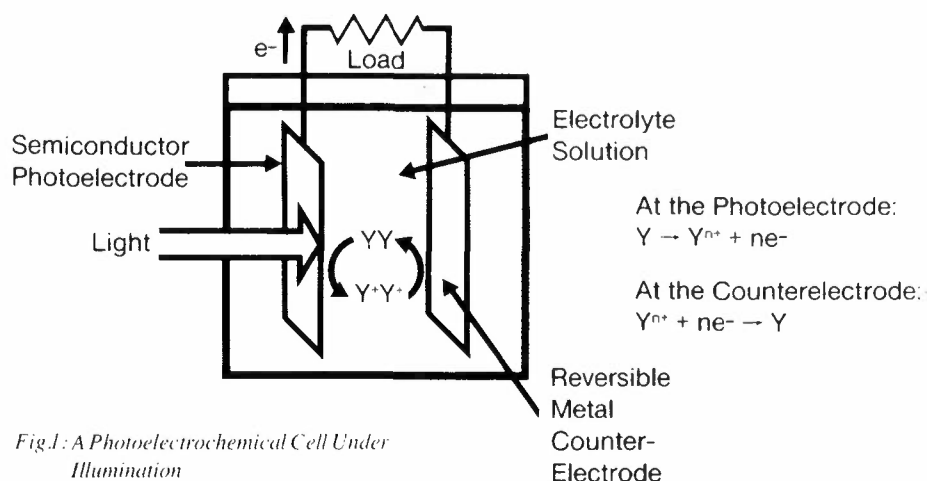 e-
Load
Semiconductor
Photoelectrode
Electrolyte
Solution
Light
YY
Y⁺Y⁺
At the Photoelectrode:
Y → Yⁿ⁺ + ne-
At the Counterelectrode:
Yⁿ⁺ + ne- → Y
Reversible
Metal
Counter-
Electrode
Fig.1: A Photoelectrochemical Cell Under
Illumination